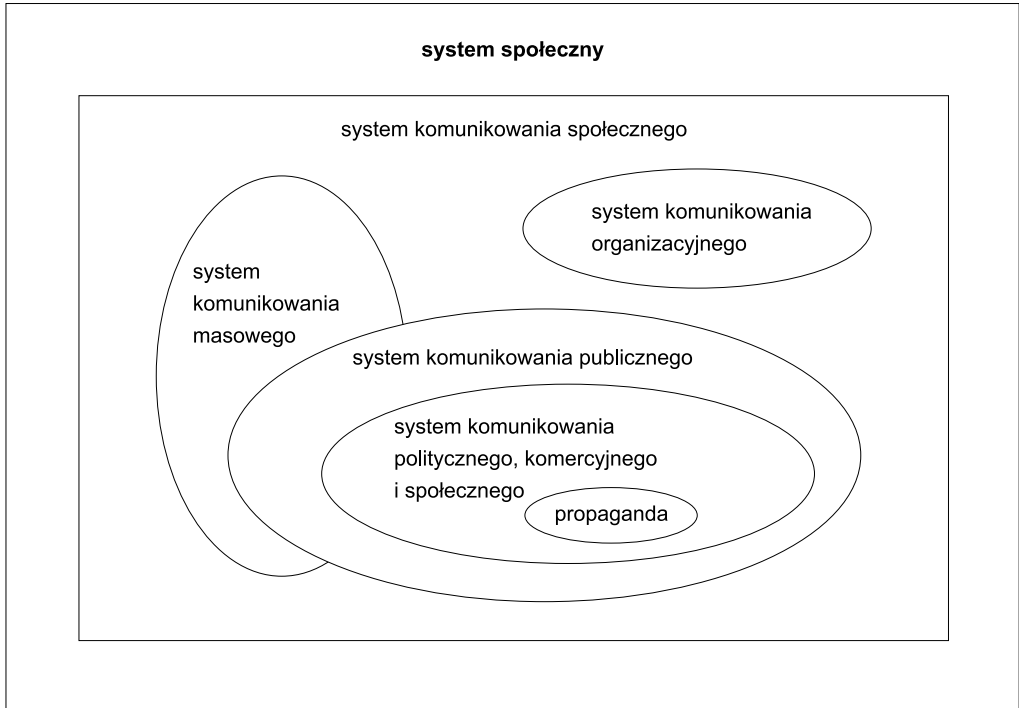 system społeczny
system komunikowania społecznego
system komunikowania
organizacyjnego
system
komunikowania
masowego
system komunikowania publicznego
system komunikowania
politycznego, komercyjnego
i społecznego
propaganda